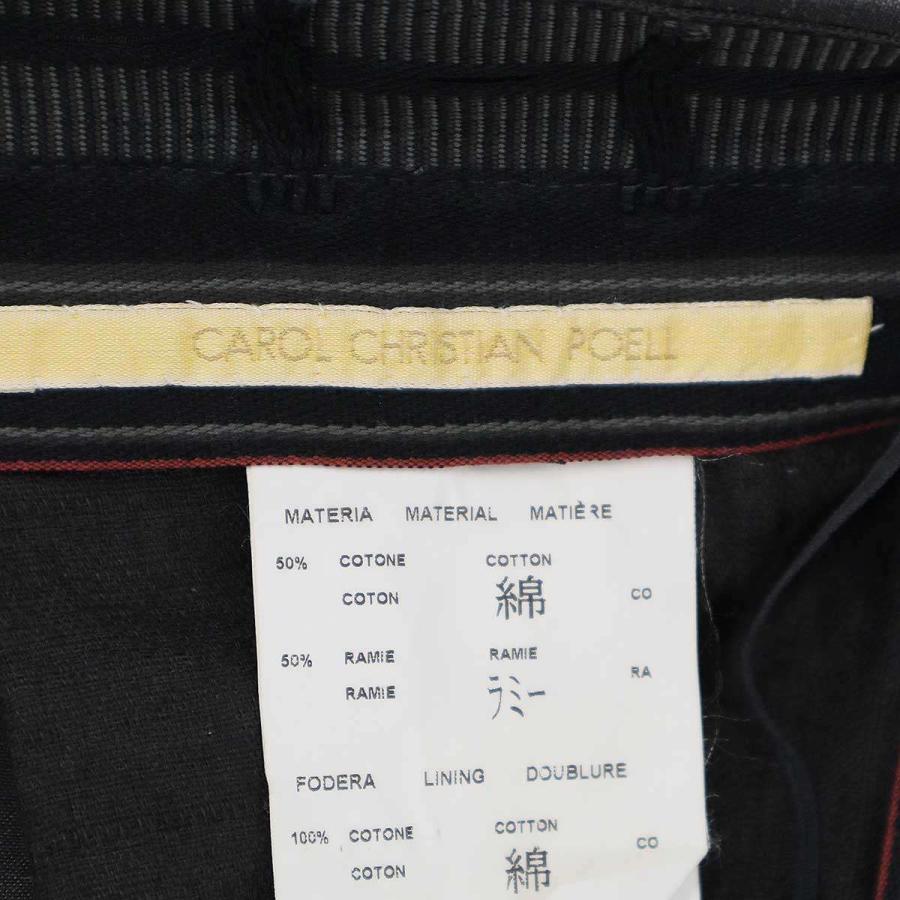 CAROL CHRISTIAN POELL
MATERIA MATERIAL MATIÈRE
50% COTONE COTTON
COTON 綿 CO
50% RAMIE RAMIE
RAMIE ラミー RA
FODERA LINING DOUBLURE
100% COTONE COTTON
COTON 綿 CO